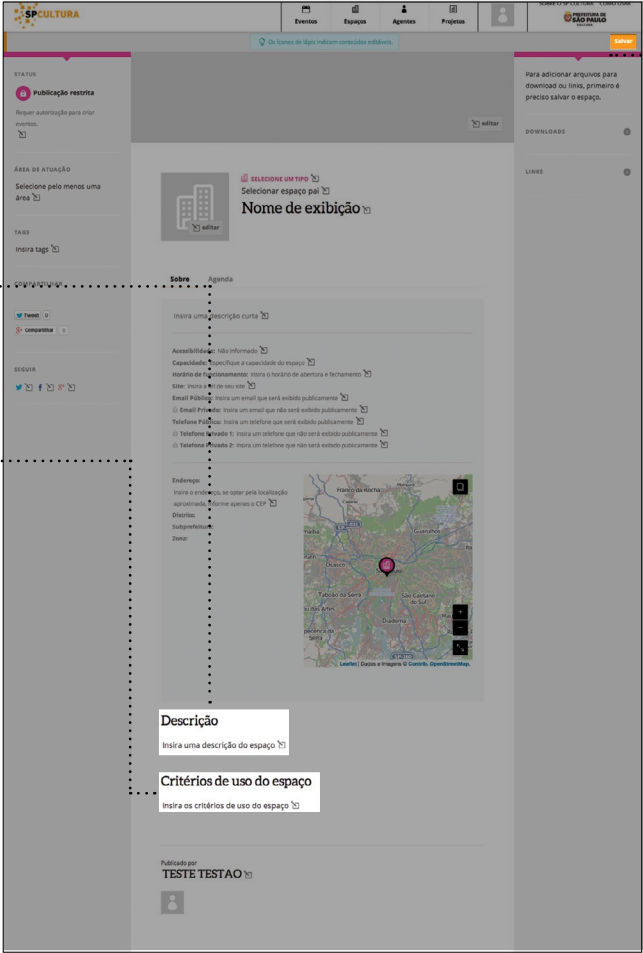 SPCULTURA
Eventos
Espaços
Agentes
Projetos
SOBRE O SP CULTURA COMO USAR
PREFEITURA DE
SÃO PAULO
CULTURA
Os ícones de lápis indicam conteúdos editáveis.
Salvar
STATUS
Publicação restrita
Requer autorização para criar
eventos.
ÁREA DE ATUAÇÃO
Selecione pelo menos uma
área
TAGS
Insira tags
COMPARTILHAR
Tweet 0
Compartilhar 0
SEGUIR
editar
SELECIONE UM TIPO
Selecionar espaço pai
Nome de exibição
editar
Sobre Agenda
Insira uma descrição curta
Acessibilidade: Não informado
Capacidade: Especifique a capacidade do espaço
Horário de funcionamento: Insira o horário de abertura e fechamento
Site: Insira a url de seu site
Email Público: Insira um email que será exibido publicamente
Email Privado: Insira um email que não será exibido publicamente
Telefone Público: Insira um telefone que será exibido publicamente
Telefone Privado 1: Insira um telefone que não será exibido publicamente
Telefone Privado 2: Insira um telefone que não será exibido publicamente
Endereço:
Insira o endereço, se optar pela localização
aproximada, informe apenas o CEP
Distrito:
Subprefeitura:
Zona:
Franco da Rocha
Mairiporã
Caieiras
Guarulhos
Osasco
Taboão da Serra
São Caetano
do Sul
Diadema
Serra
+
−
Leaflet | Dados e Imagens © Contrib. OpenStreetMap,
Descrição
Insira uma descrição do espaço
Critérios de uso do espaço
Insira os critérios de uso do espaço
Publicado por
TESTE TESTAO
Para adicionar arquivos para
download ou links, primeiro é
preciso salvar o espaço.
DOWNLOADS
LINKS